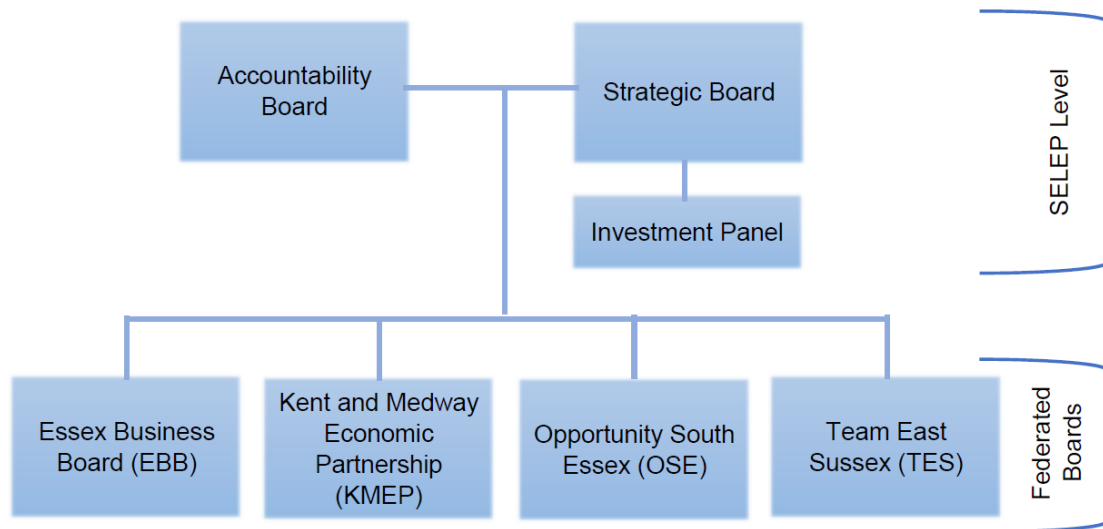 Accountability
Board
Strategic Board
SELEP Level
Investment Panel
Essex Business
Board (EBB)
Kent and Medway
Economic
Partnership
(KMEP)
Opportunity South
Essex (OSE)
Team East
Sussex (TES)
Federated
Boards